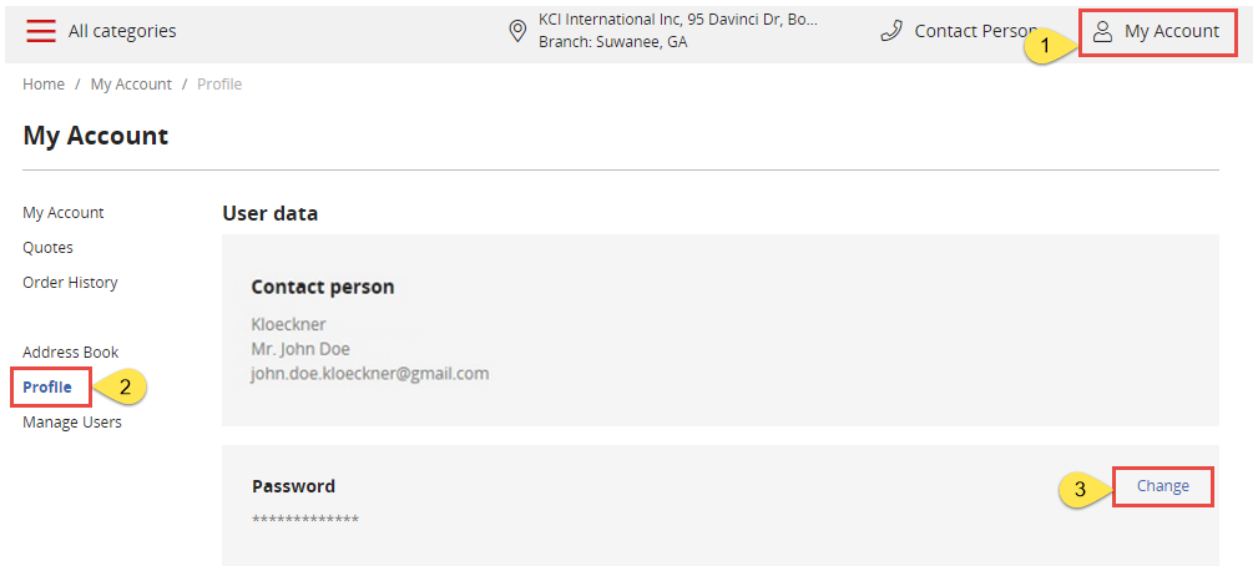 All categories
KCI International Inc, 95 Davinci Dr, Bo...
Branch: Suwanee, GA
Contact Person
1
My Account
Home / My Account / Profile
My Account
My Account
Quotes
Order History
Address Book
Profile
2
Manage Users
User data
Contact person
Kloeckner
Mr. John Doe
john.doe.kloeckner@gmail.com
Password
*************
3
Change